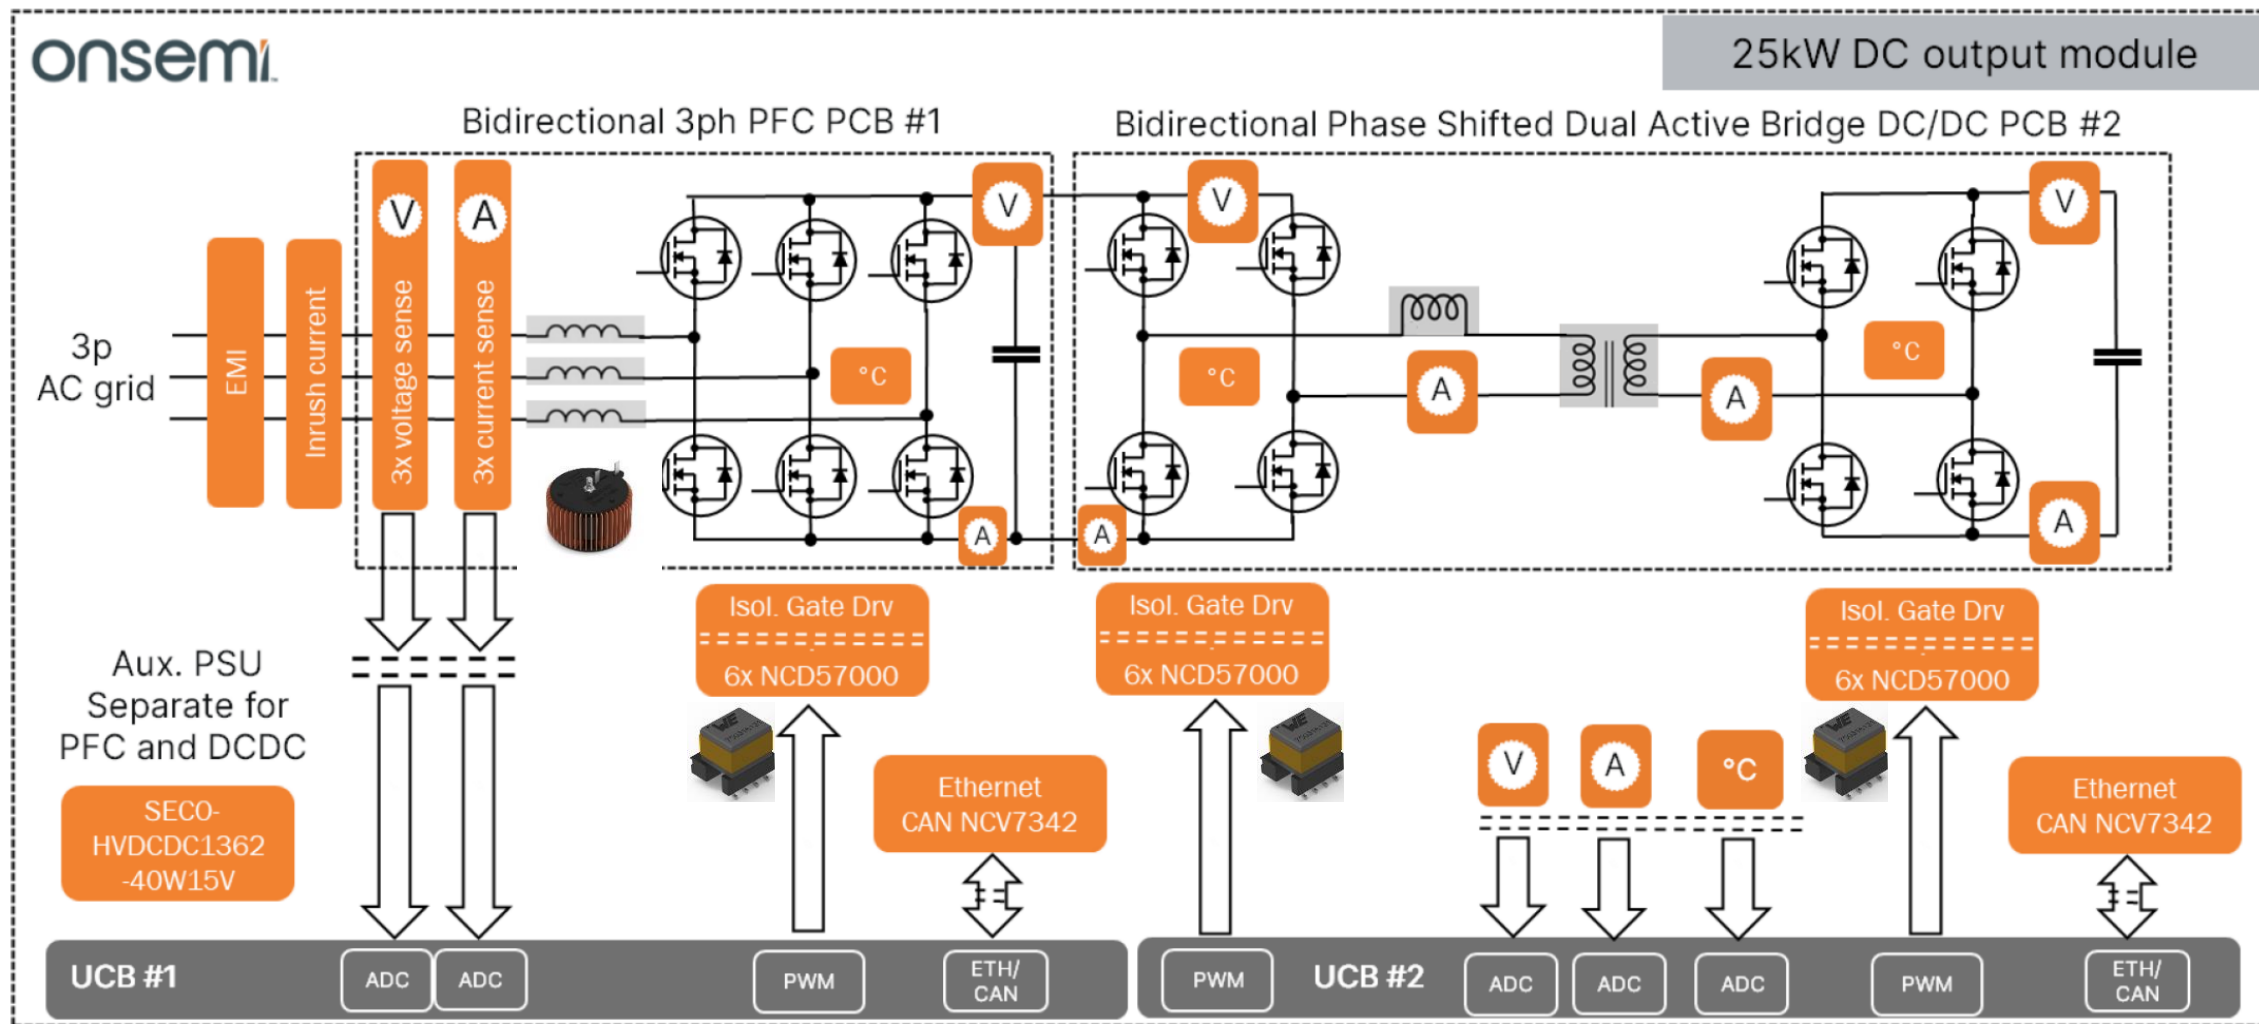 onsemi
25kW DC output module
Bidirectional 3ph PFC PCB #1
Bidirectional Phase Shifted Dual Active Bridge DC/DC PCB #2
3p
AC grid
EMI
Inrush current
V
3x voltage sense
A
3x current sense
°C
V
A
V
A
°C
A
A
°C
V
A
Isol. Gate Drv
6x NCD57000
Isol. Gate Drv
6x NCD57000
Isol. Gate Drv
6x NCD57000
Aux. PSU
Separate for
PFC and DCDC
SECO-
HVDCDC1362
-40W15V
WE
WE
WE
Ethernet
CAN NCV7342
V
A
°C
Ethernet
CAN NCV7342
UCB #1
ADC
ADC
PWM
ETH/
CAN
PWM
UCB #2
ADC
ADC
ADC
PWM
ETH/
CAN